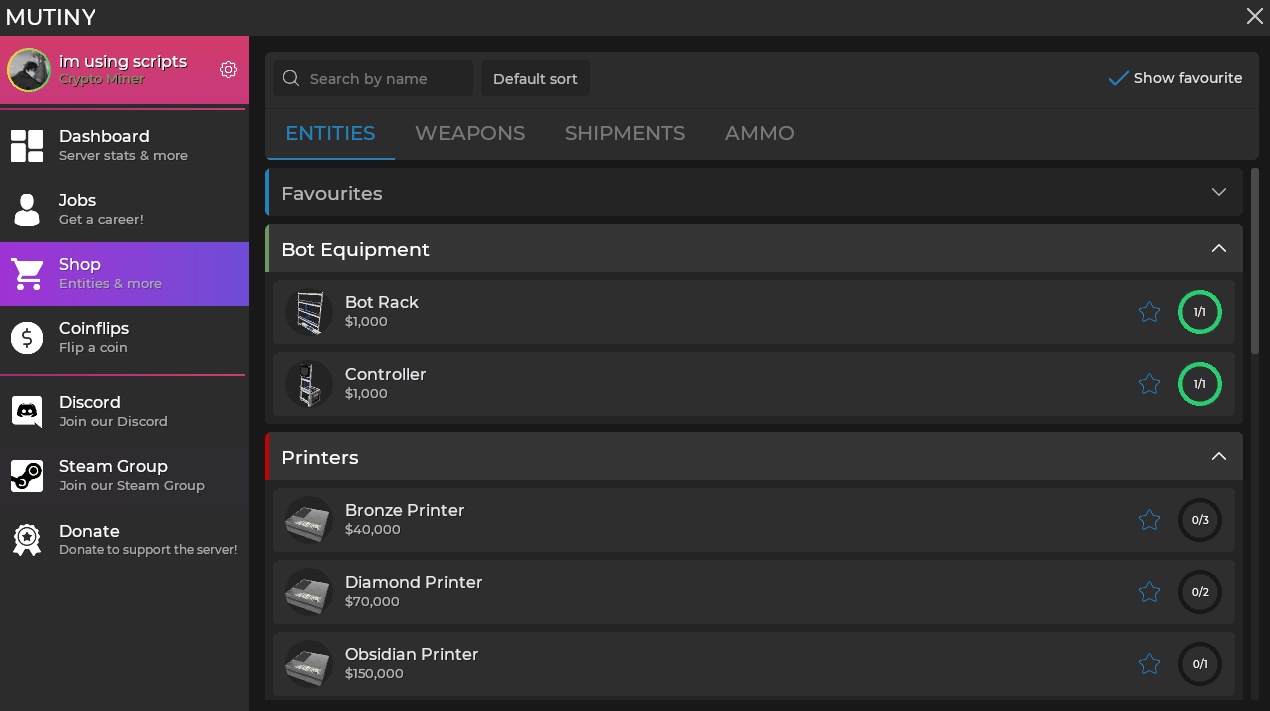 MUTINY
im using scripts
Crypto Miner
Dashboard
Server stats & more
Jobs
Get a career!
Shop
Entities & more
Coinflips
Flip a coin
Discord
Join our Discord
Steam Group
Join our Steam Group
Donate
Donate to support the server!
Search by name
Default sort
Show favourite
ENTITIES
WEAPONS
SHIPMENTS
AMMO
Favourites
Bot Equipment
Bot Rack
$1,000
1/1
Controller
$1,000
1/1
Printers
Bronze Printer
$40,000
0/3
Diamond Printer
$70,000
0/2
Obsidian Printer
$150,000
0/1